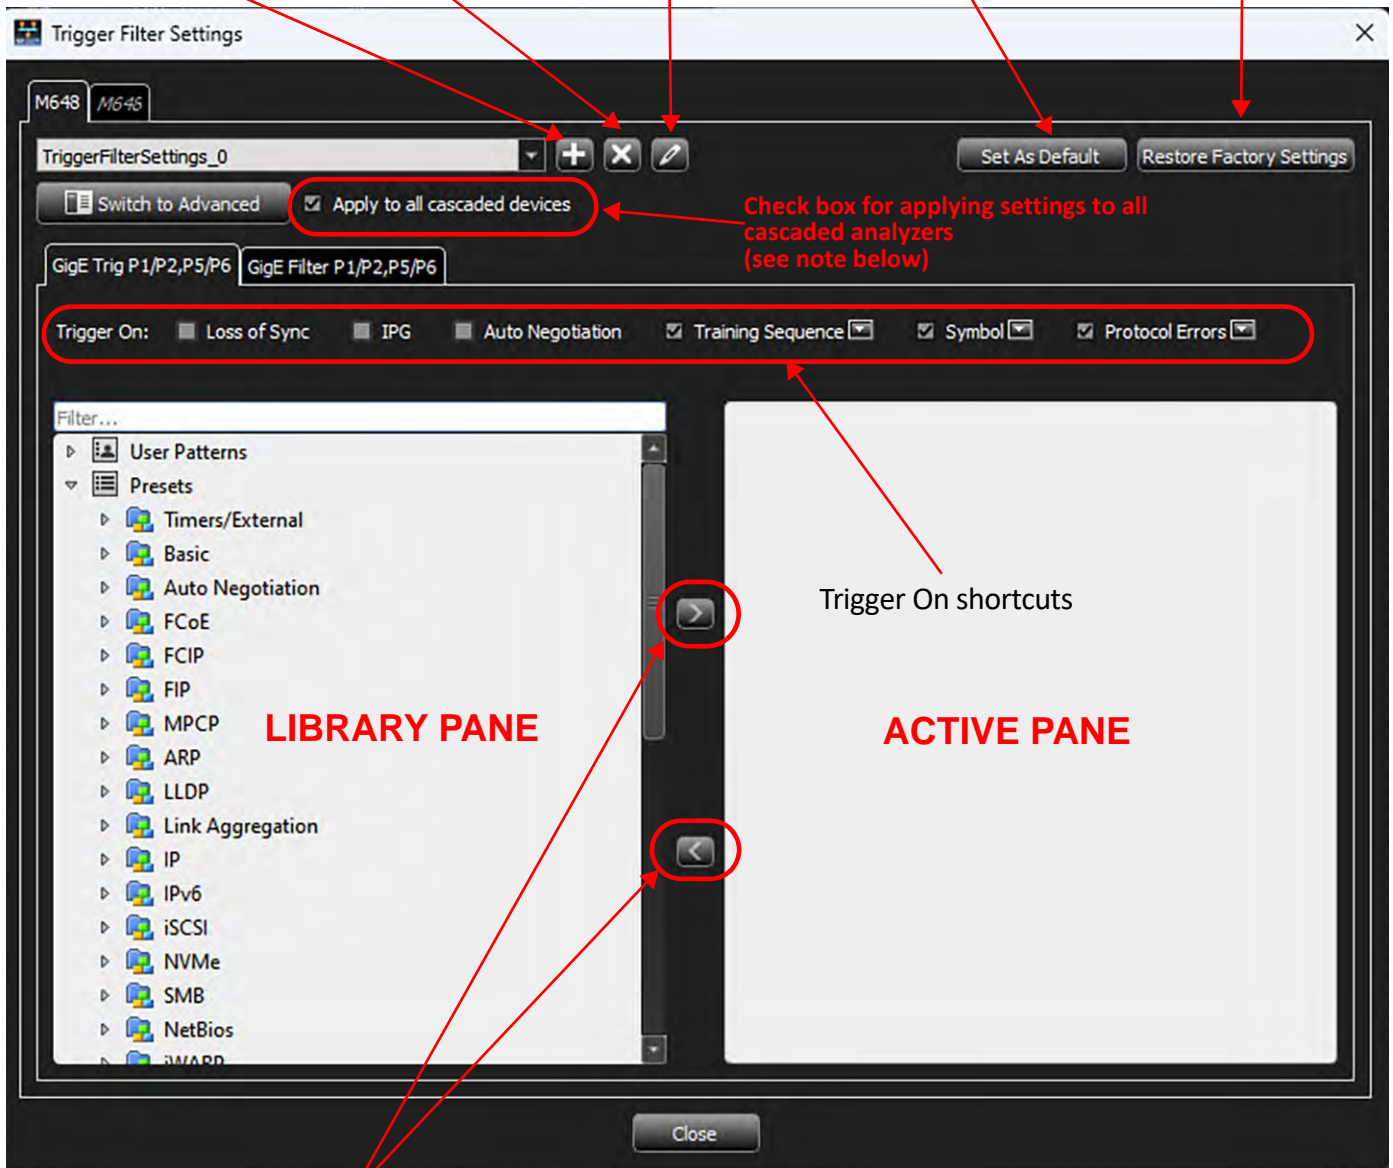 Trigger Filter Settings
M648 M648
TriggerFilterSettings_0
Set As Default Restore Factory Settings
Switch to Advanced Apply to all cascaded devices
Check box for applying settings to all
cascaded analyzers
(see note below)
GigE Trig P1/P2,P5/P6 GigE Filter P1/P2,P5/P6
Trigger On: Loss of Sync IPG Auto Negotiation Training Sequence Symbol Protocol Errors
Filter...
User Patterns
Presets
Timers/External
Basic
Auto Negotiation
FCoE
FCIP
FIP
MPCP
ARP
LLDP
Link Aggregation
IP
IPv6
iSCSI
NVMe
SMB
NetBios
iWARP
LIBRARY PANE
Trigger On shortcuts
ACTIVE PANE
Close